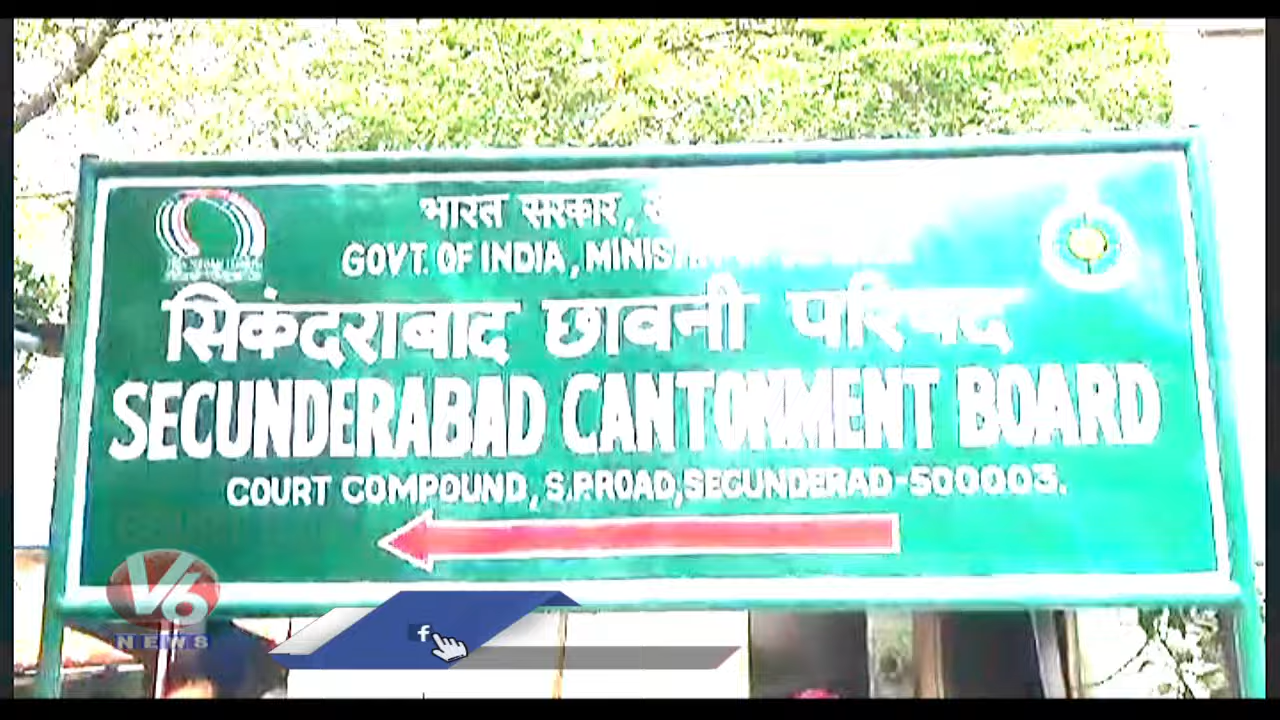 भारत सरकार,
GOVT. OF INDIA,
सिकंदराबाद छावनी परिषद
SECUNDERABAD CANTONMENT BOARD
COURT COMPOUND, S.P.ROAD,SECUNDERAD-500003.
V6
NEWS
f